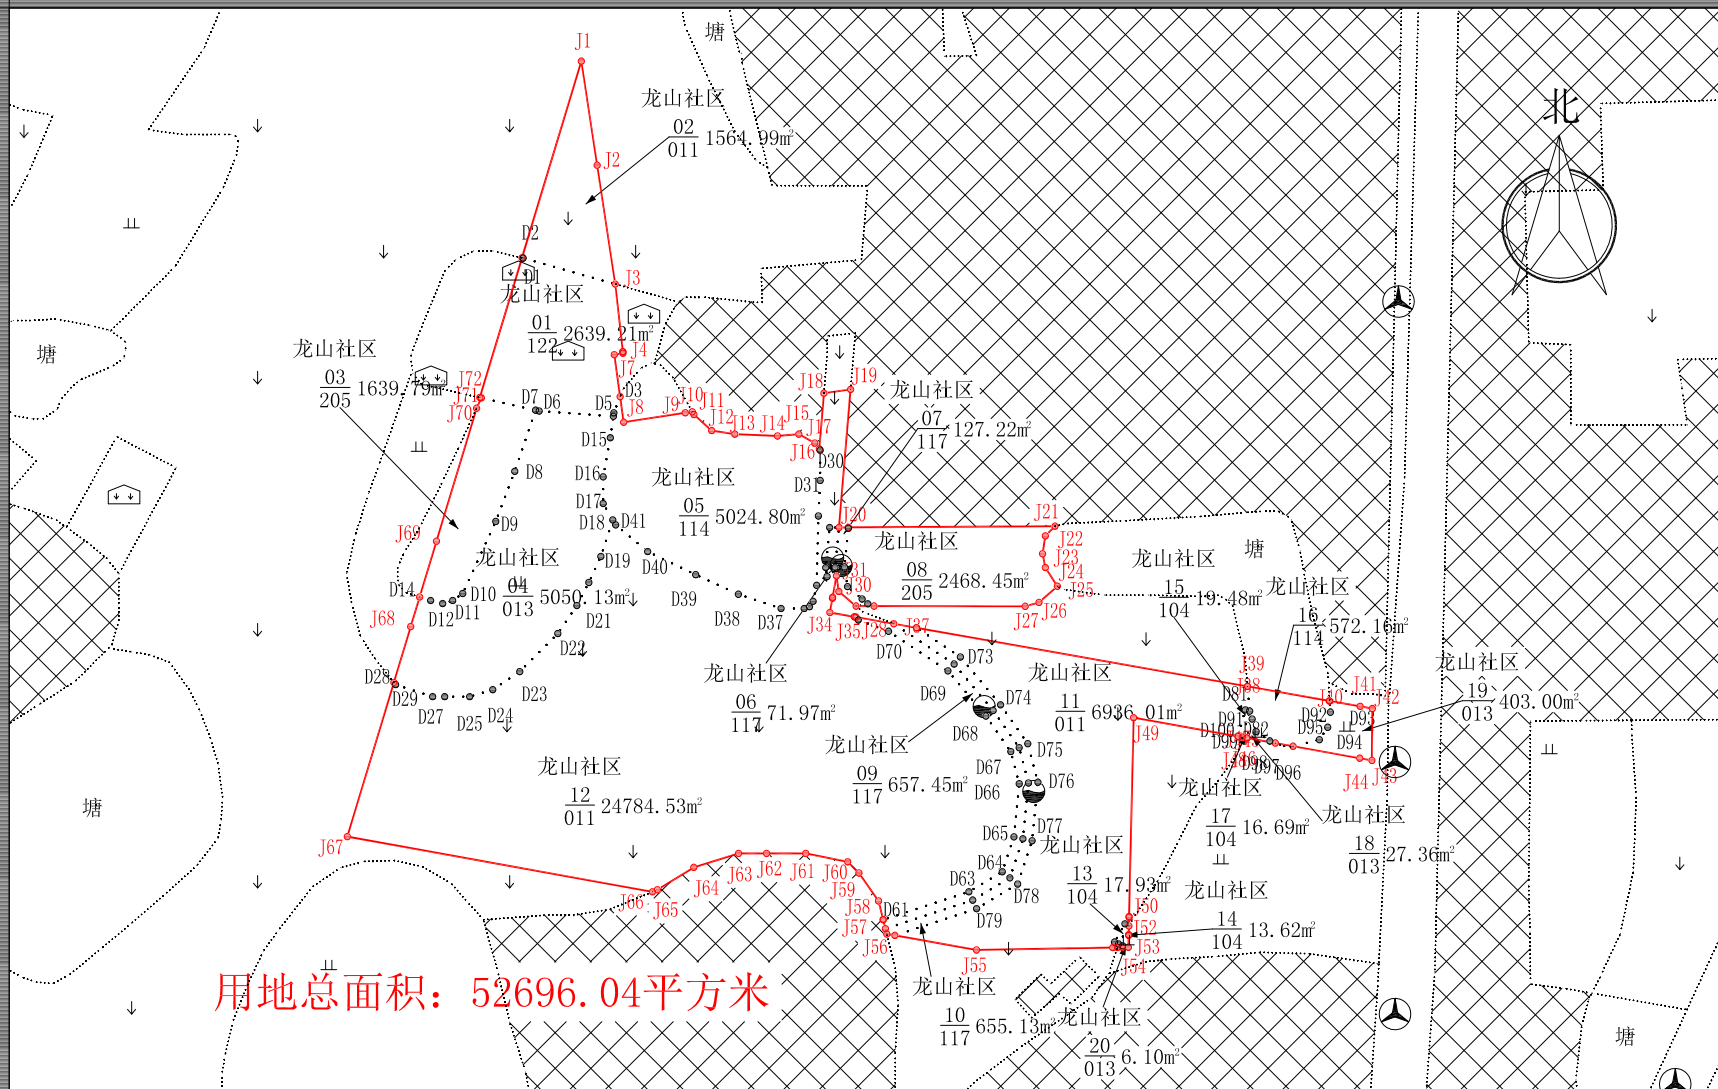 塘
北
J1
龙山社区
02
011
1564.99m²
J2
D2
D1
J3
龙山社区
01
122
2639.21m²
J4
J7
塘
龙山社区
03
205
1639.79m²
J72
J71
J70
D7
D6
D5
D3
J8
J9
J10
J11
J12
J13
J14
J15
J17
J16
J18
J19
龙山社区
07
117
127.22m²
D15
D30
D31
D16
D17
D18
D41
D8
D9
龙山社区
05
114
5024.80m²
J20
J21
J22
J23
J24
J25
J26
J27
J69
龙山社区
04
013
5050.13m²
D19
D40
D39
D38
D37
龙山社区
08
205
2468.45m²
塘
龙山社区
15
104
19.48m²
龙山社区
16
114
572.16m²
D14
D12
D11
D10
D21
D22
D23
D24
D25
D27
D28
D29
J68
J31
J30
J34
J35
J28
J37
D70
D73
D69
D74
D68
龙山社区
06
117
71.97m²
龙山社区
11
011
6936.01m²
J39
J38
J40
J41
J42
龙山社区
19
013
403.00m²
D81
D91
D92
D93
D94
D95
D82
D100
D96
D97
D98
J49
J43
J44
龙山社区
09
117
657.45m²
D75
D67
D76
D66
D65
D77
D64
D78
D63
D79
D61
龙山社区
12
011
24784.53m²
龙山社区
17
104
16.69m²
龙山社区
18
013
27.36m²
塘
J67
J66
J65
J64
J63
J62
J61
J60
J59
J58
J57
J56
J55
J54
J53
J52
J50
龙山社区
13
104
17.93m²
龙山社区
14
104
13.62m²
龙山社区
10
117
655.13m²
龙山社区
20
013
6.10m²
塘
用地总面积：52696.04平方米